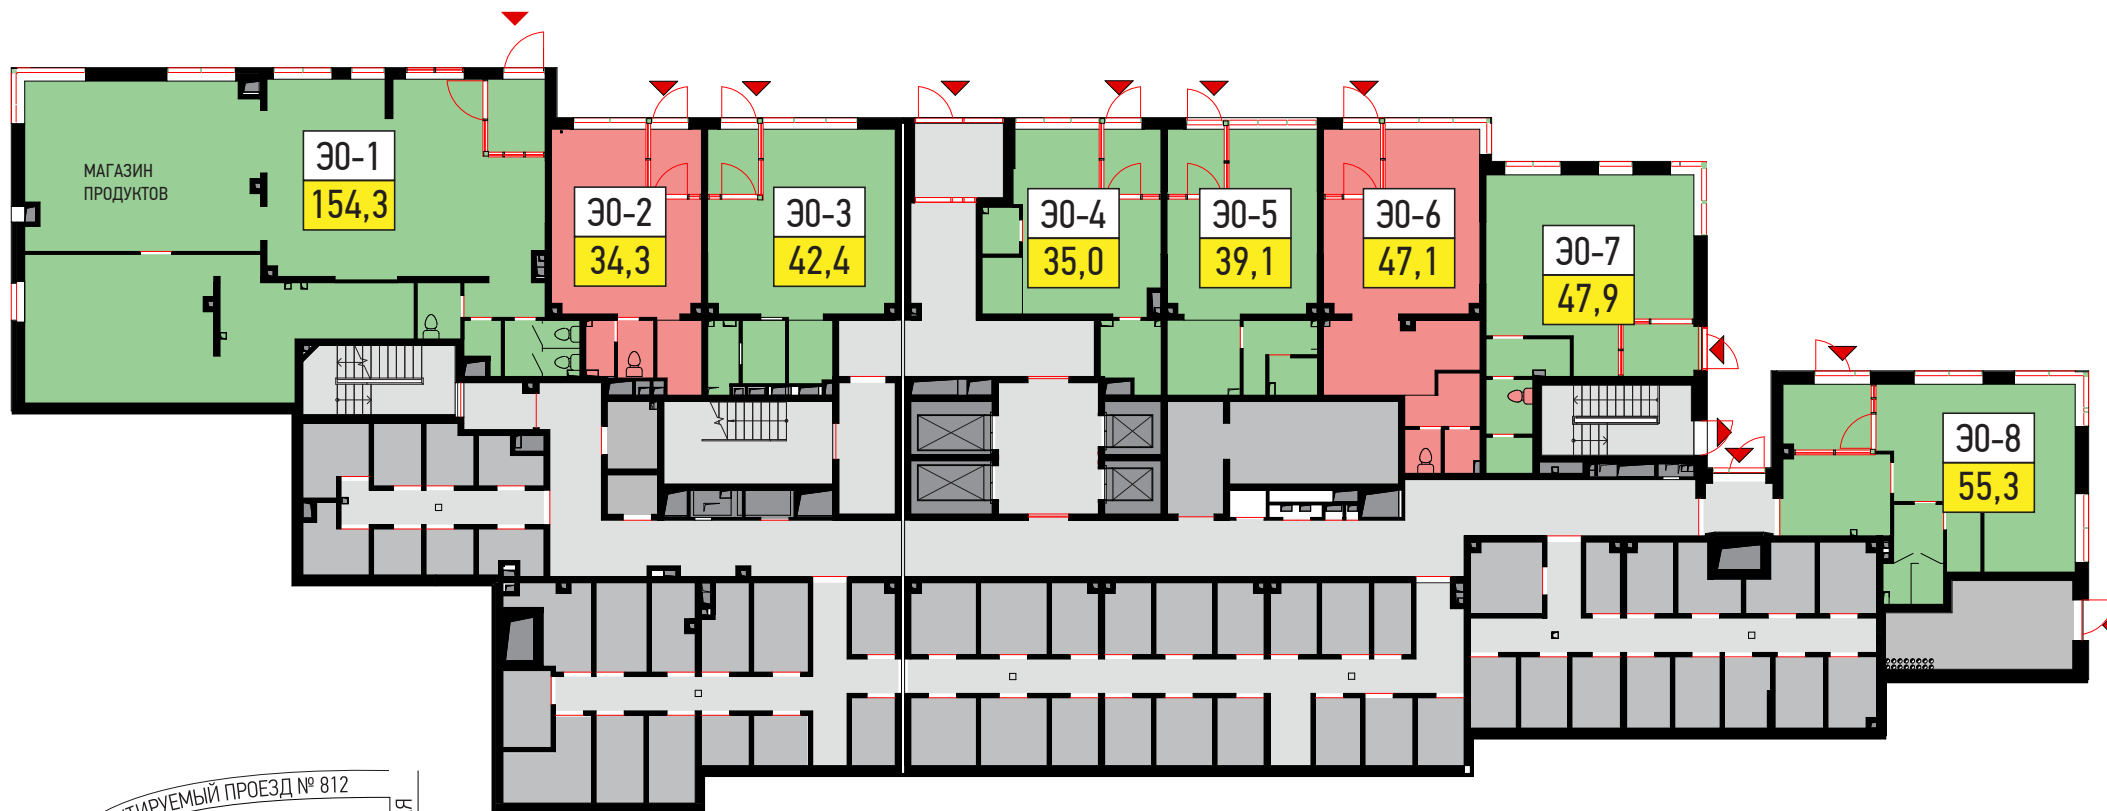 МАГАЗИН
ПРОДУКТОВ
ЭО-1
154,3
ЭО-2
34,3
ЭО-3
42,4
ЭО-4
35,0
ЭО-5
39,1
ЭО-6
47,1
ЭО-7
47,9
ЭО-8
55,3
ПРОЕЗД № 812